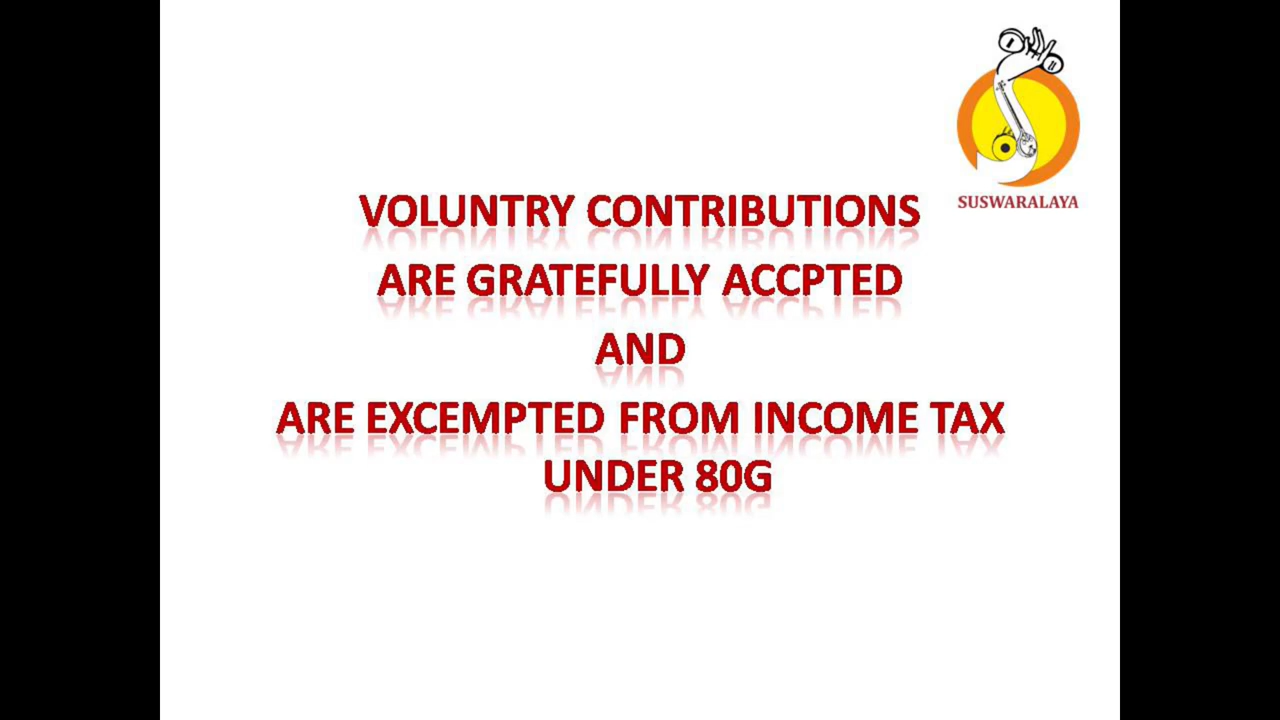 SUSWARALAYA
VOLUNTRY CONTRIBUTIONS
ARE GRATEFULLY ACCPTED
AND
ARE EXCEMPTED FROM INCOME TAX
UNDER 80G